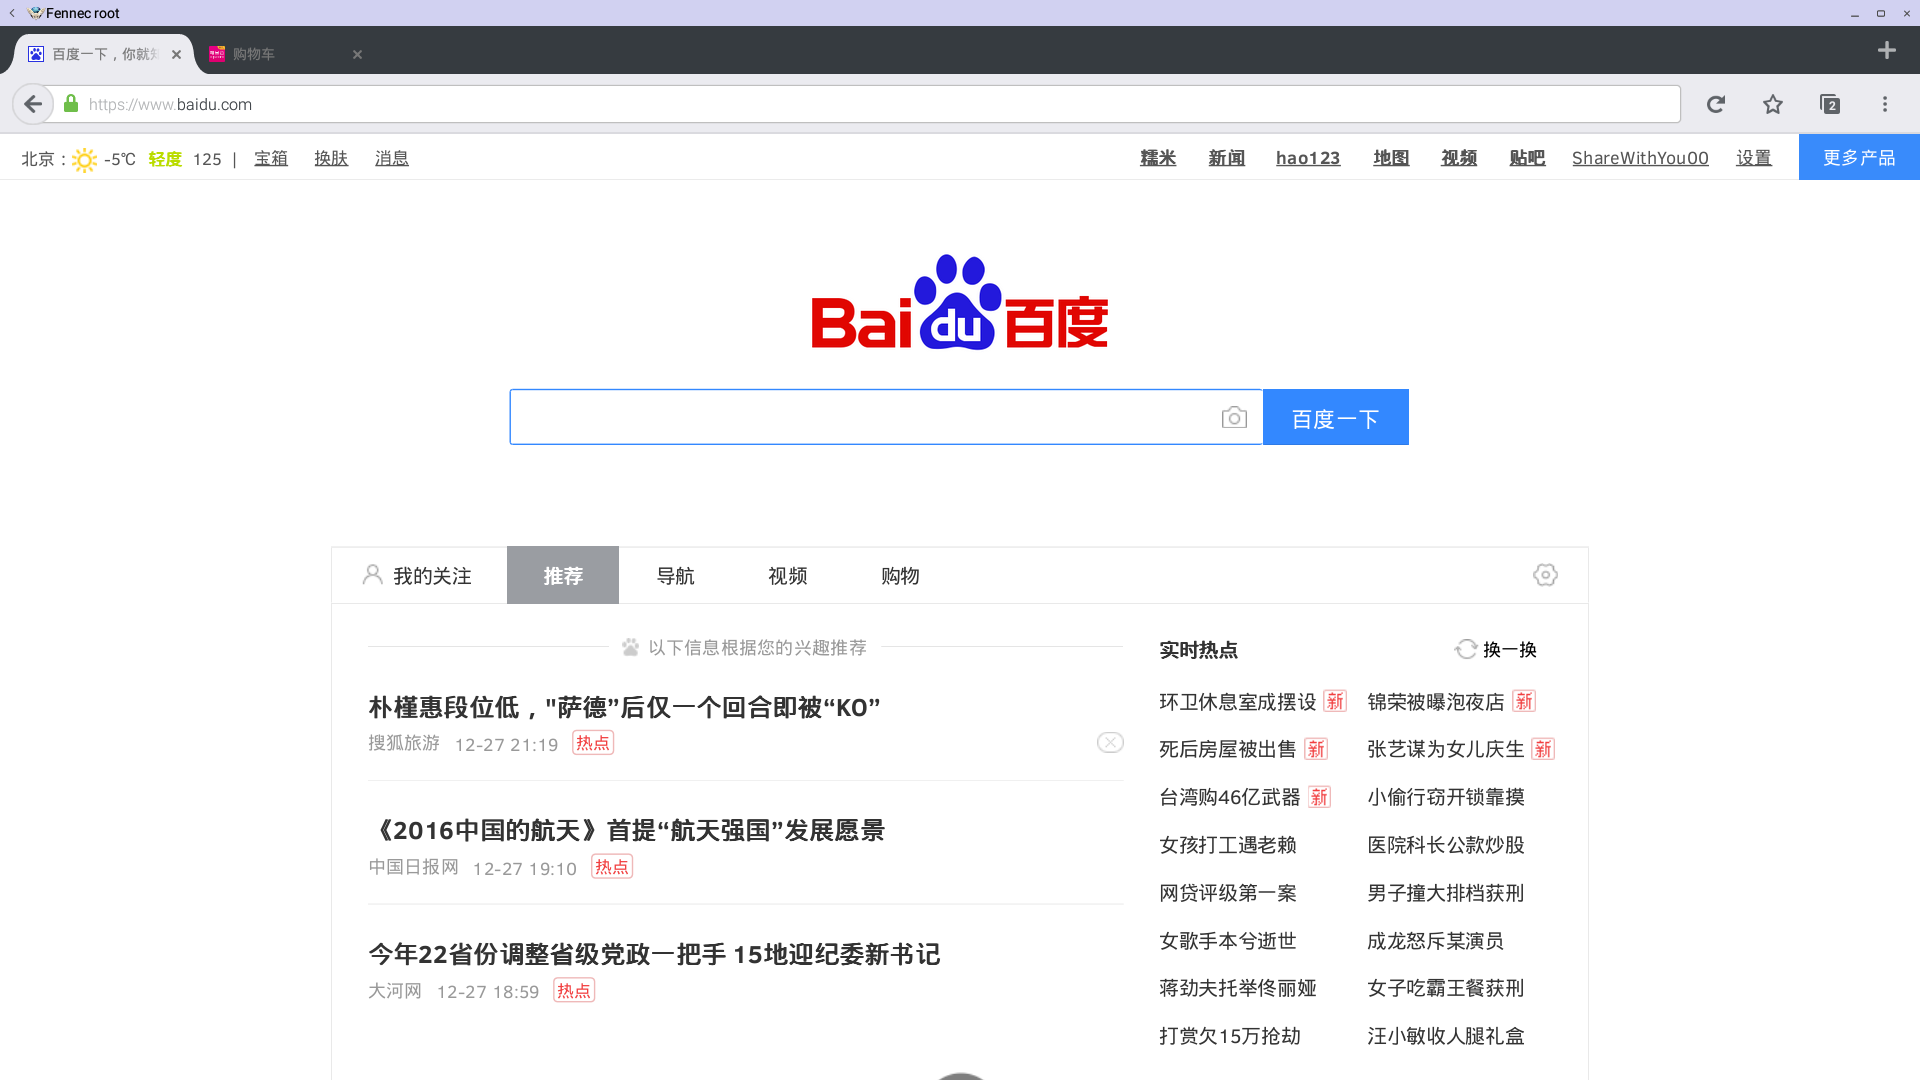 Fennec root
百度一下，你就知
购物车
https://www.baidu.com
2
北京： -5℃ 轻度 125 | 宝箱 换肤 消息
糯米 新闻 hao123 地图 视频 贴吧 ShareWithYou00 设置 更多产品
Bai du 百度
百度一下
我的关注 推荐 导航 视频 购物
以下信息根据您的兴趣推荐
朴槿惠段位低，"萨德”后仅一个回合即被“KO”
搜狐旅游 12-27 21:19 热点
《2016中国的航天》首提“航天强国”发展愿景
中国日报网 12-27 19:10 热点
今年22省份调整省级党政一把手 15地迎纪委新书记
大河网 12-27 18:59 热点
实时热点 换一换
环卫休息室成摆设 新 锦荣被曝泡夜店 新
死后房屋被出售 新 张艺谋为女儿庆生 新
台湾购46亿武器 新 小偷行窃开锁靠摸
女孩打工遇老赖 医院科长公款炒股
网贷评级第一案 男子撞大排档获刑
女歌手本兮逝世 成龙怒斥某演员
蒋劲夫托举佟丽娅 女子吃霸王餐获刑
打赏欠15万抢劫 汪小敏收人腿礼盒